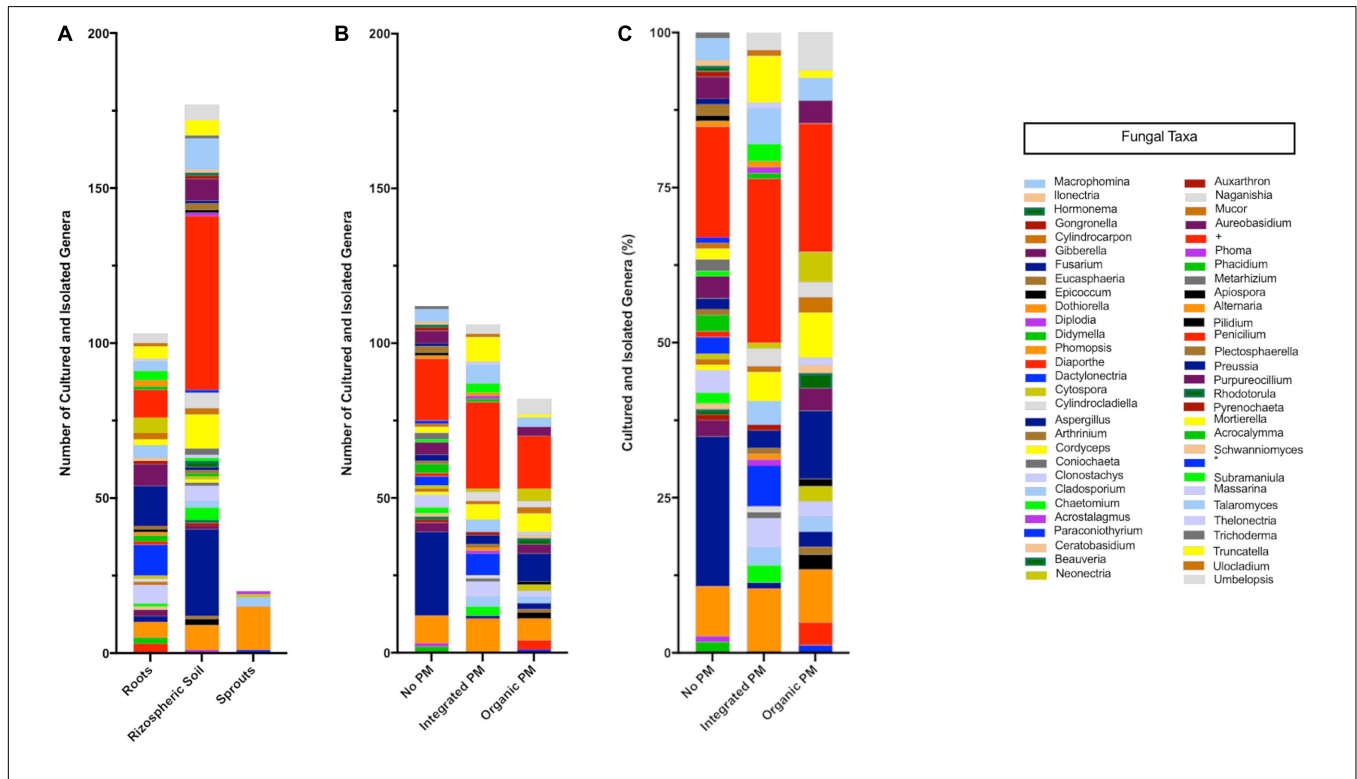 A
Number of Cultured and Isolated Genera
200
150
100
50
0
Roots
Rizospheric Soil
Sprouts
B
Number of Cultured and Isolated Genera
200
150
100
50
0
No PM
Integrated PM
Organic PM
C
Cultured and Isolated Genera (%)
100
75
50
25
0
No PM
Integrated PM
Organic PM
Fungal Taxa
Macrophomina
Ilonectria
Hormonema
Gongronella
Cylindrocarpon
Gibberella
Fusarium
Eucasphaeria
Epicoccum
Dothiorella
Diplodia
Didymella
Phomopsis
Diaporthe
Dactylonectria
Cytospora
Cylindrocladiella
Aspergillus
Arthrinium
Cordyceps
Coniochaeta
Clonostachys
Cladosporium
Chaetomium
Acrostalagmus
Paraconiothyrium
Ceratobasidium
Beauveria
Neonectria
Auxarthron
Naganishia
Mucor
Aureobasidium
+
Phoma
Phacidium
Metarhizium
Apiospora
Alternaria
Pilidium
Penicilium
Plectosphaerella
Preussia
Purpureocillium
Rhodotorula
Pyrenochaeta
Mortierella
Acrocalymma
Schwanniomyces
*
Subramaniula
Massarina
Talaromyces
Thelonectria
Trichoderma
Truncatella
Ulocladium
Umbelopsis